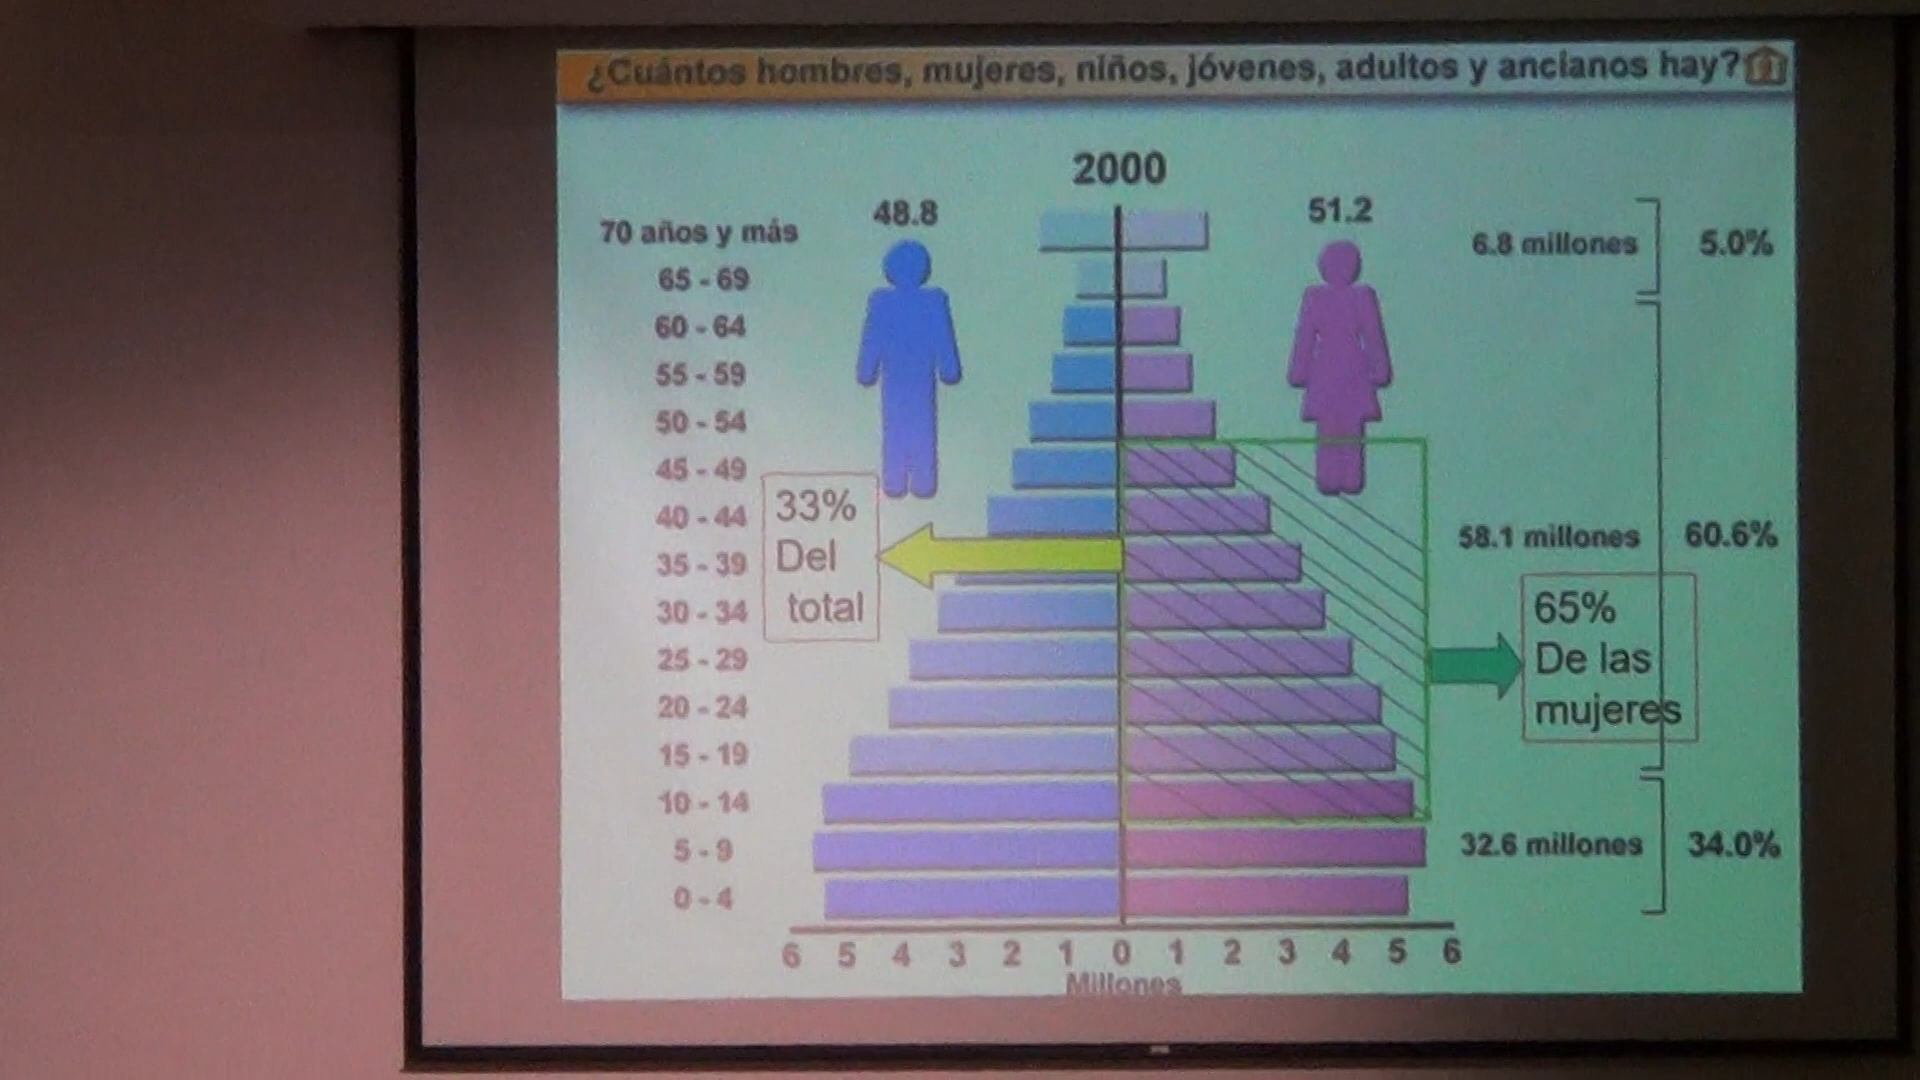 ¿Cuántos hombres, mujeres, niños, jóvenes, adultos y ancianos hay?
2000
48.8
51.2
70 años y más
65 - 69
60 - 64
55 - 59
50 - 54
45 - 49
40 - 44
35 - 39
30 - 34
25 - 29
20 - 24
15 - 19
10 - 14
5 - 9
0 - 4
33%
Del
total
6.8 millones 5.0%
58.1 millones 60.6%
65%
De las
mujeres
32.6 millones 34.0%
6 5 4 3 2 1 0 1 2 3 4 5 6
Millones